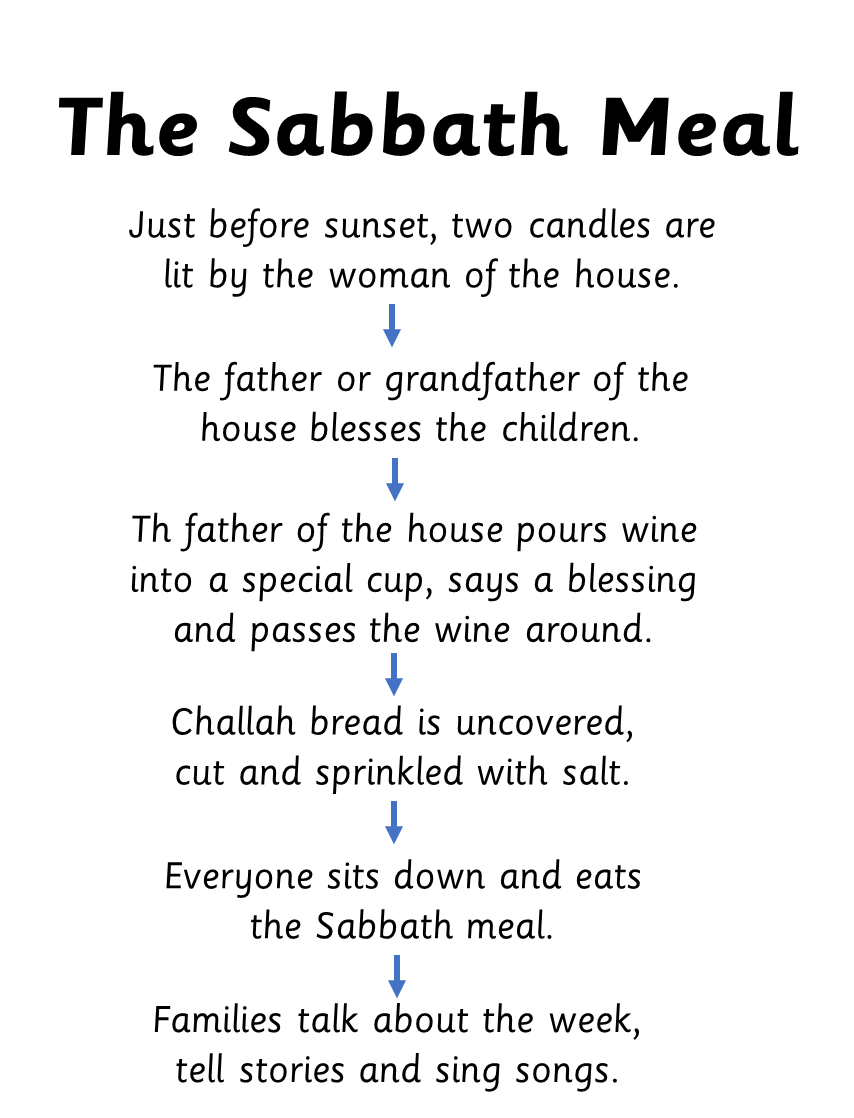 The Sabbath Meal
Just before sunset, two candles are
lit by the woman of the house.
The father or grandfather of the
house blesses the children.
Th father of the house pours wine
into a special cup, says a blessing
and passes the wine around.
Challah bread is uncovered,
cut and sprinkled with salt.
Everyone sits down and eats
the Sabbath meal.
Families talk about the week,
tell stories and sing songs.